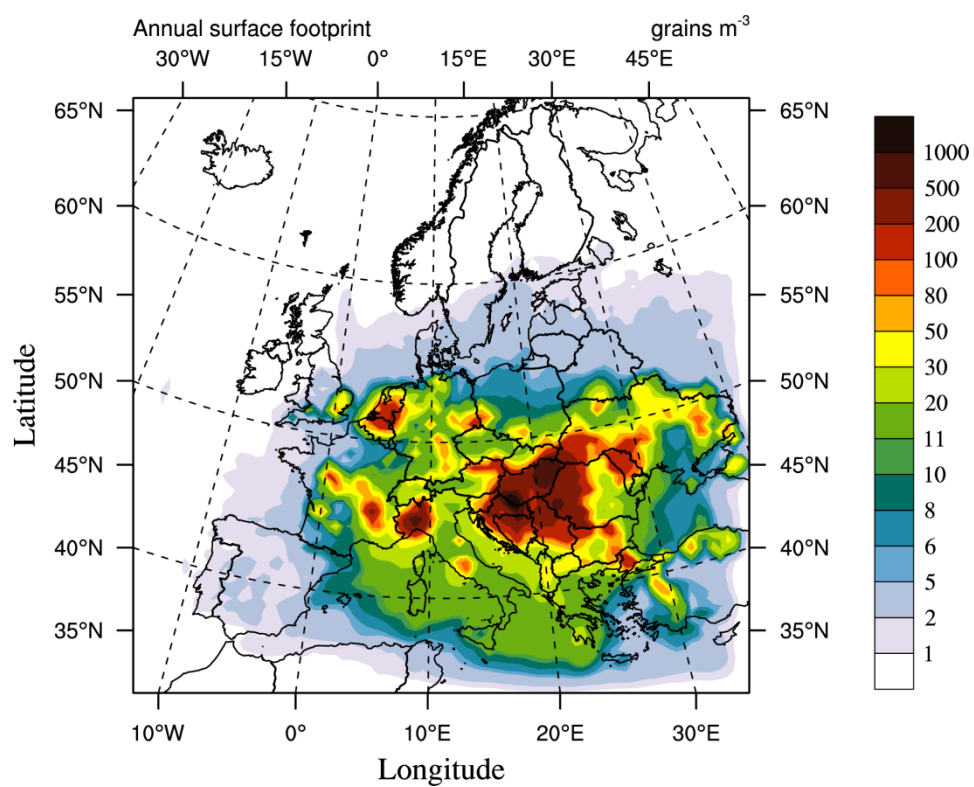 Annual surface footprint grains m⁻³
30°W 15°W 0° 15°E 30°E 45°E
65°N 65°N 1000
60°N 60°N 500
55°N 55°N 200
50°N 50°N 100
45°N 45°N 80
40°N 40°N 50
35°N 35°N 30
20
11
10
8
6
5
2
1
10°W 0° 10°E 20°E 30°E
Latitude
Longitude